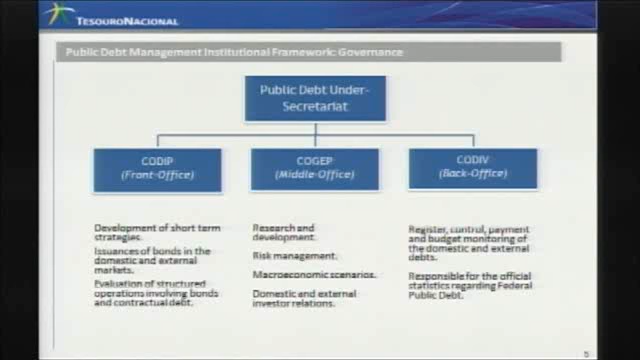 TESOURONACIONAL
Public Debt Management Institutional Framework: Governance
Public Debt Under-
Secretariat
CODIP
(Front-Office)
COGEP
(Middle-Office)
CODIV
(Back-Office)
Development of short term
strategies.
Issuances of bonds in the
domestic and external
markets.
Evaluation of structured
operations involving bonds
and contractual debt.
Research and
development.
Risk management.
Macroeconomic scenarios.
Domestic and external
investor relations.
Register, control, payment
and budget monitoring of
the domestic and external
debts.
Responsible for the official
statistics regarding Federal
Public Debt.
5